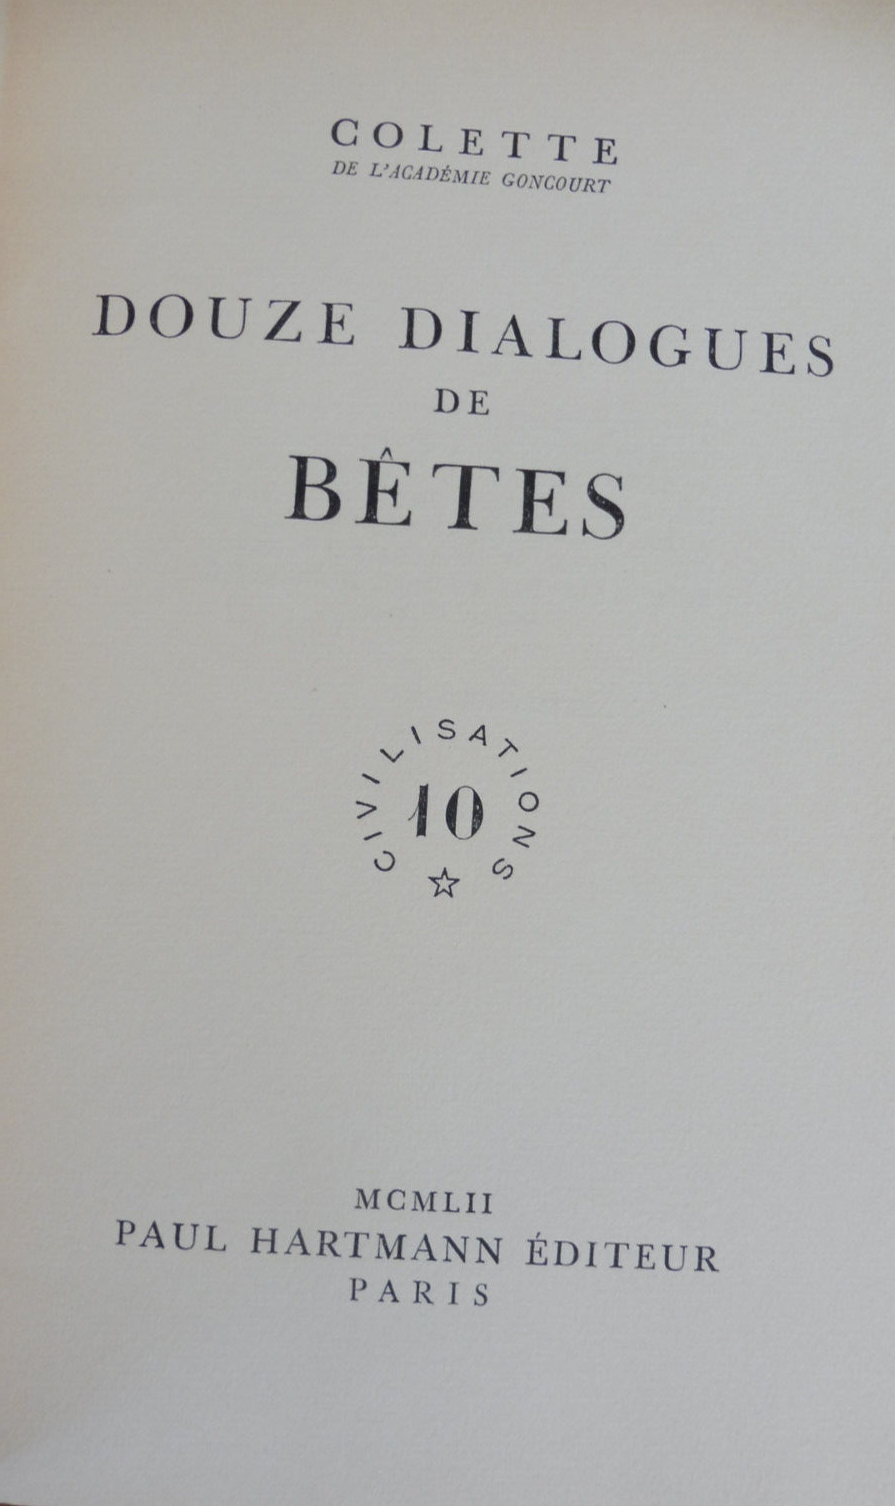 COLETTE
DE L'ACADÉMIE GONCOURT
DOUZE DIALOGUES
DE
BÊTES
CIVILISATIONS
10
MCMLII
PAUL HARTMANN ÉDITEUR
PARIS